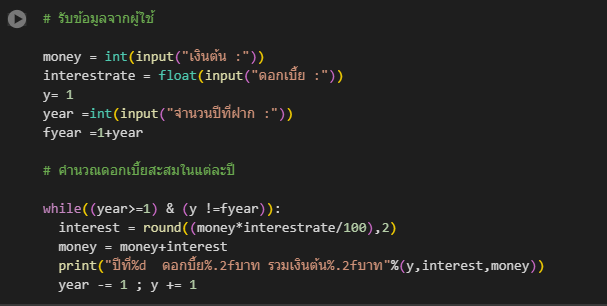 # รับข้อมูลจากผู้ใช้
money = int(input("เงินต้น :"))
interestrate = float(input("ดอกเบี้ย :"))
y= 1
year =int(input("จำนวนปีที่ฝาก :"))
fyear =1+year
# คำนวณดอกเบี้ยสะสมในแต่ละปี
while((year>=1) & (y !=fyear)):
interest = round((money*interestrate/100),2)
money = money+interest
print("ปีที่%d  ดอกบี้ย%.2fบาท รวมเงินต้น%.2fบาท"%(y,interest,money))
year -= 1 ; y += 1